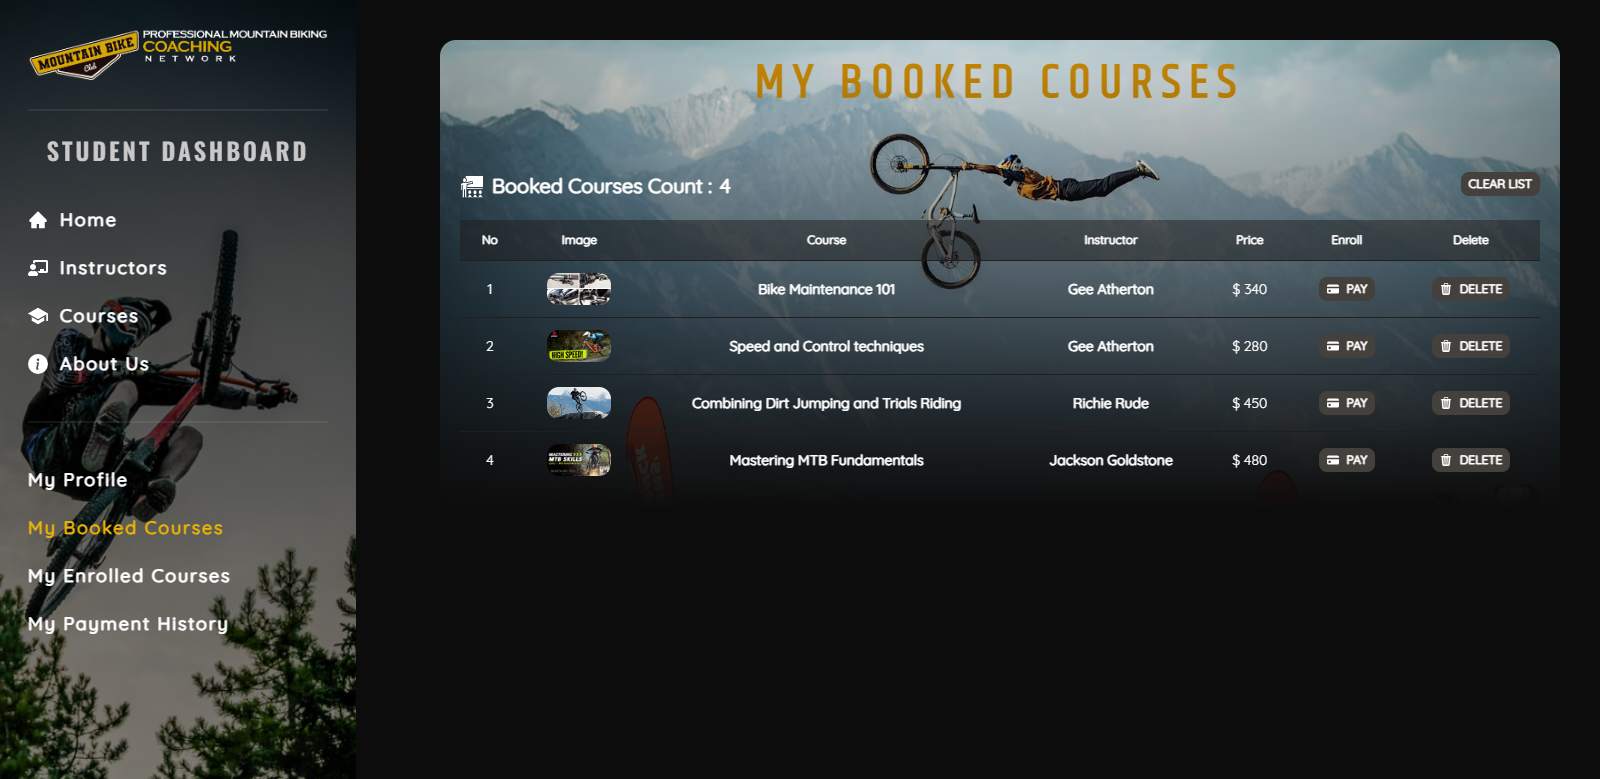 MOUNTAIN BIKE
Club
PROFESSIONAL MOUNTAIN BIKING
COACHING
NETWORK
STUDENT DASHBOARD
Home
Instructors
Courses
About Us
My Profile
My Booked Courses
My Enrolled Courses
My Payment History
MY BOOKED COURSES
Booked Courses Count : 4
CLEAR LIST
No Image Course Instructor Price Enroll Delete
1 Bike Maintenance 101 Gee Atherton $ 340 PAY DELETE
2 HIGH SPEED! Speed and Control techniques Gee Atherton $ 280 PAY DELETE
3 Combining Dirt Jumping and Trials Riding Richie Rude $ 450 PAY DELETE
4 MASTERING
MTB SKILLS
Mastering MTB Fundamentals Jackson Goldstone $ 480 PAY DELETE